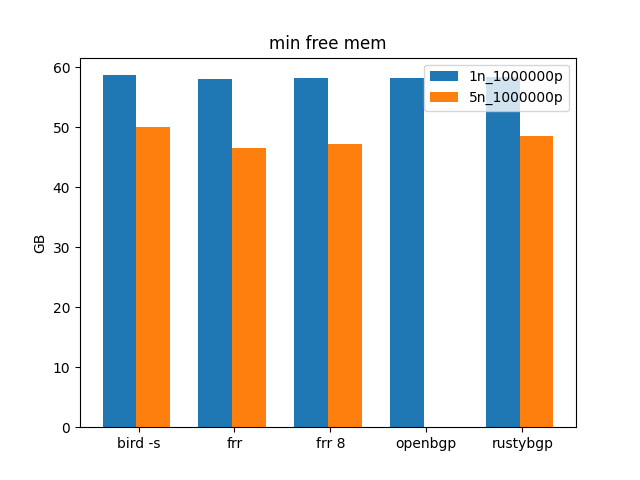 min free mem
1n_1000000p
5n_1000000p
60
50
40
30
20
10
0
GB
bird -s
frr
frr 8
openbgp
rustybgp